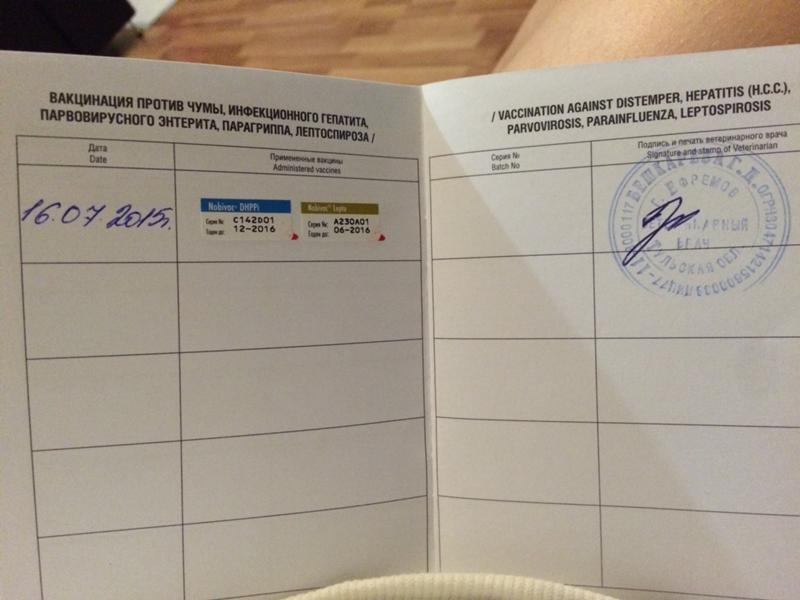 ВАКЦИНАЦИЯ ПРОТИВ ЧУМЫ, ИНФЕКЦИОННОГО ГЕПАТИТА,
ПАРВОВИРУСНОГО ЭНТЕРИТА, ПАРАГРИППА, ЛЕПТОСПИРОЗА /
Дата
Date
Примененные вакцины
Administered vaccines
16.07.2015г.
Nobivac® DHPPi
Серия №: C142D01
Годен до: 12-2016
Nobivac® Lepto
Серия №: A230A01
Годен до: 06-2016
/ VACCINATION AGAINST DISTEMPER, HEPATITIS (H.C.C.),
PARVOVIROSIS, PARAINFLUENZA, LEPTOSPIROSIS
Серия №
Batch No
Подпись и печать ветеринарного врача
Signature and stamp of Veterinarian
Г. ЕФРЕМОВ
ВРАЧ
ТУЛЬСКАЯ ОБЛ.